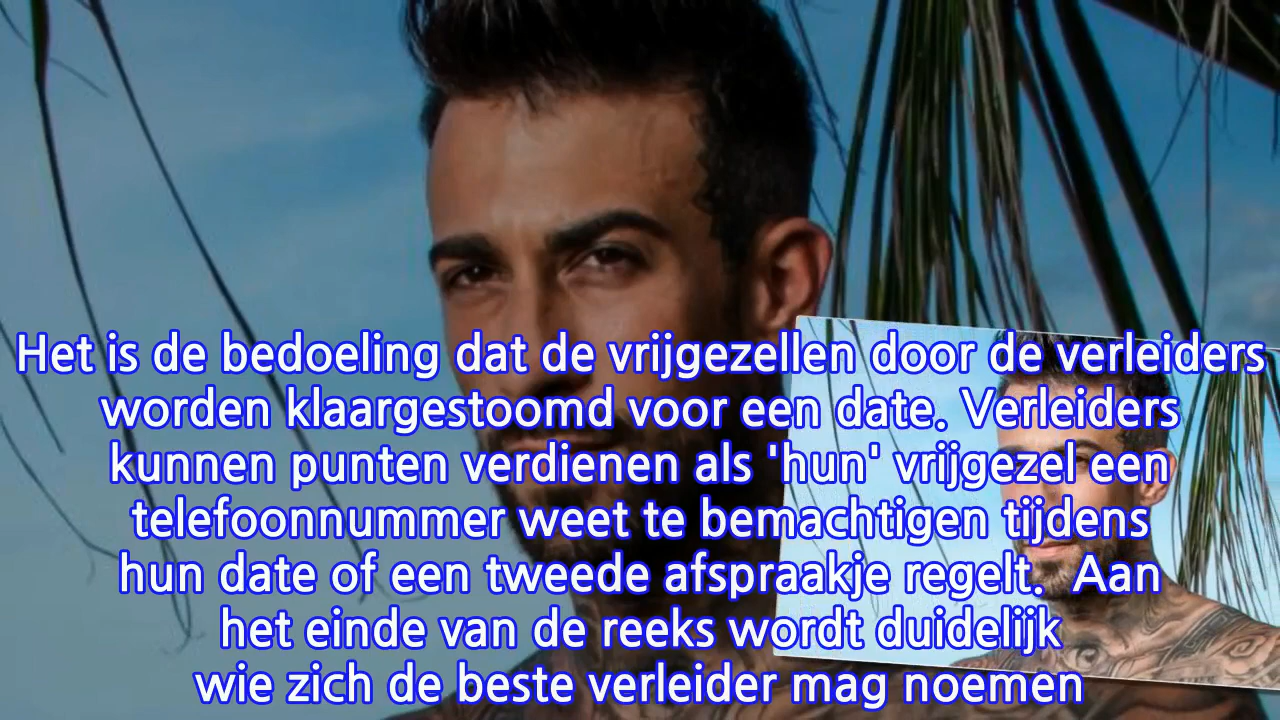 Het is de bedoeling dat de vrijgezellen door de verleiders
worden klaargestoomd voor een date. Verleiders
kunnen punten verdienen als 'hun' vrijgezel een
telefoonnummer weet te bemachtigen tijdens
hun date of een tweede afspraakje regelt.  Aan
het einde van de reeks wordt duidelijk
wie zich de beste verleider mag noemen